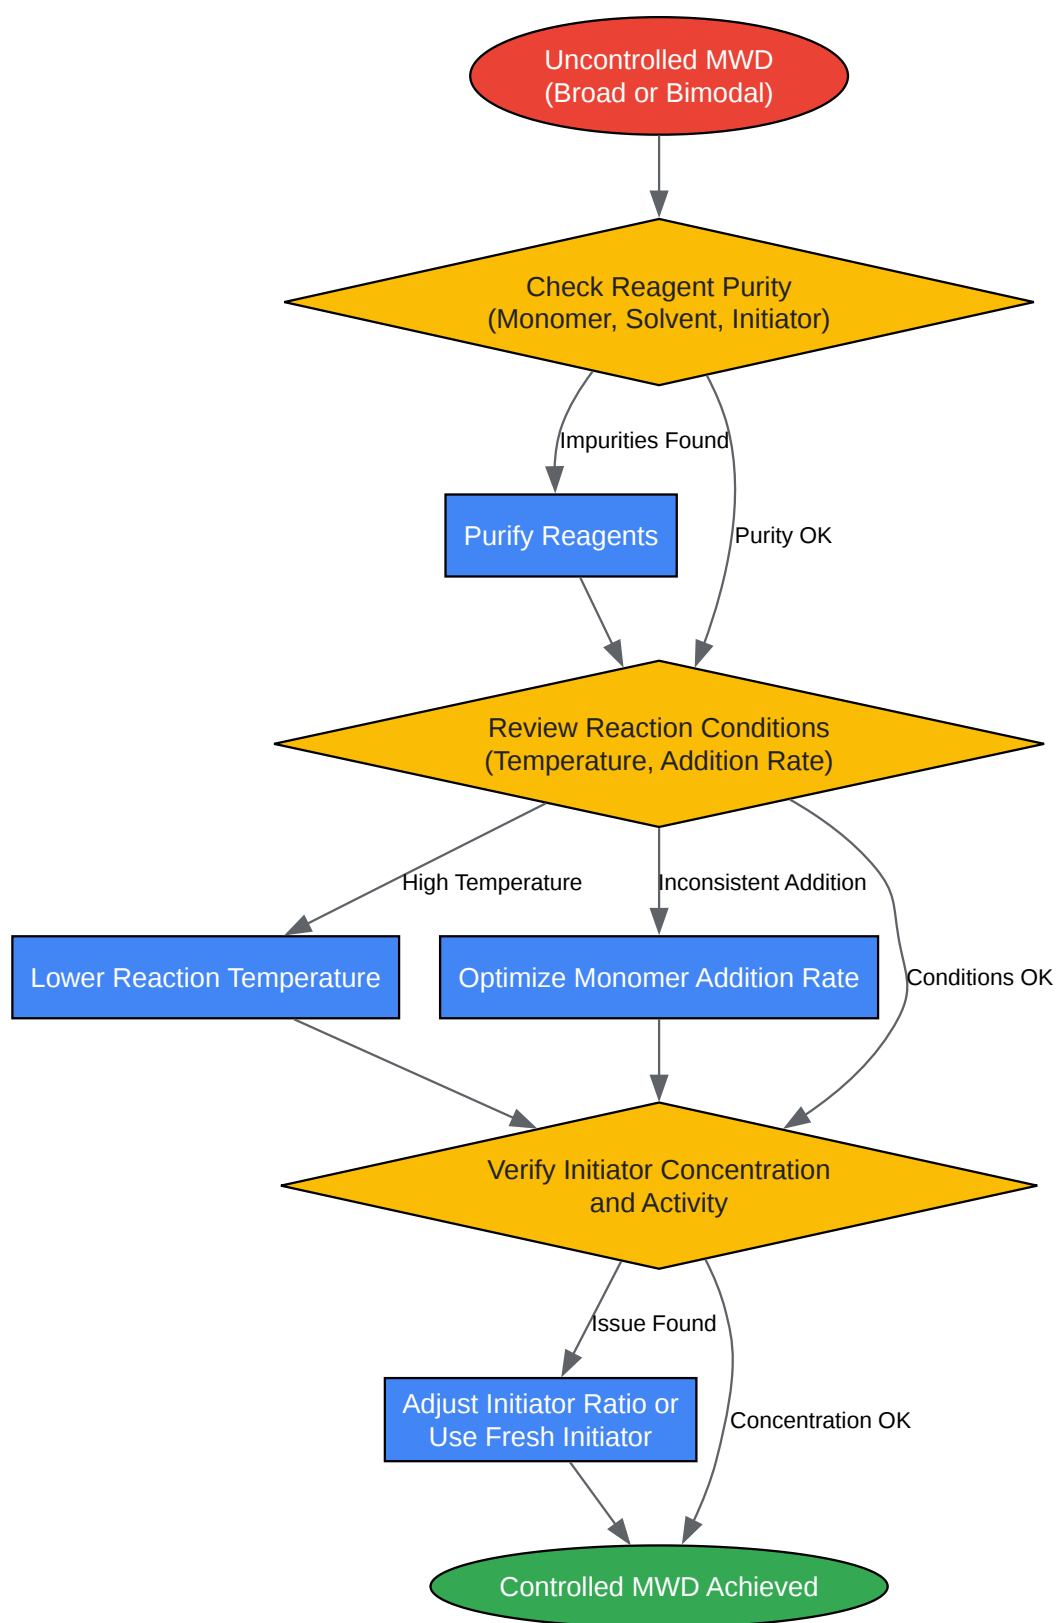 Uncontrolled MWD
(Broad or Bimodal)
Check Reagent Purity
(Monomer, Solvent, Initiator)
Impurities Found
Purify Reagents
Purity OK
Review Reaction Conditions
(Temperature, Addition Rate)
High Temperature
Inconsistent Addition
Lower Reaction Temperature
Optimize Monomer Addition Rate
Conditions OK
Verify Initiator Concentration
and Activity
Issue Found
Adjust Initiator Ratio or
Use Fresh Initiator
Concentration OK
Controlled MWD Achieved